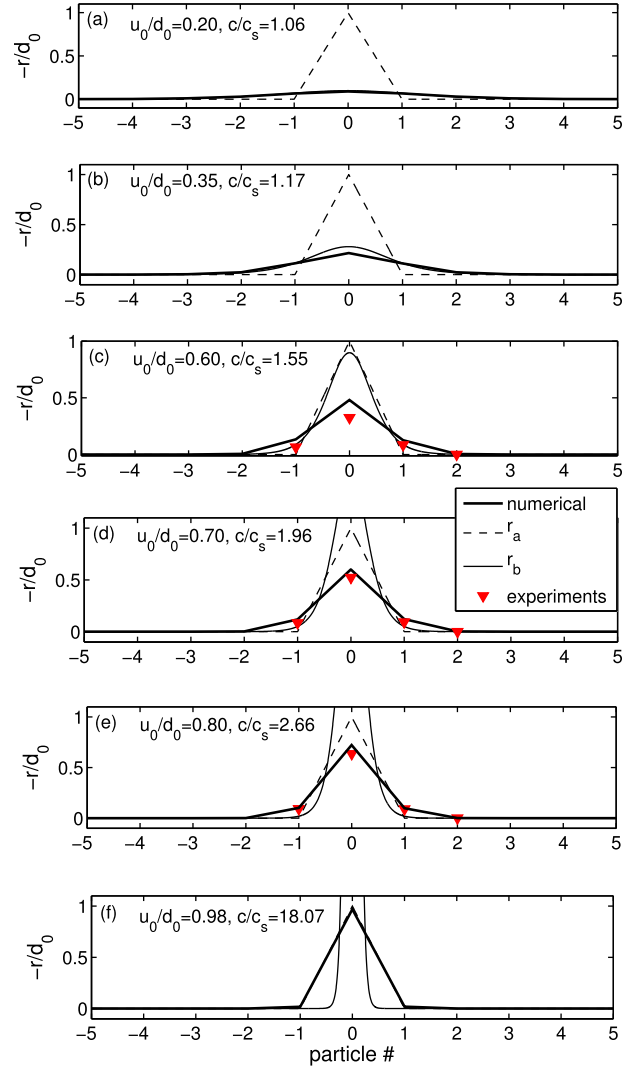 (a) u₀/d₀=0.20, c/cₛ=1.06
−r/d₀
1
0.5
0
−5 −4 −3 −2 −1 0 1 2 3 4 5
(b) u₀/d₀=0.35, c/cₛ=1.17
−r/d₀
1
0.5
0
−5 −4 −3 −2 −1 0 1 2 3 4 5
(c) u₀/d₀=0.60, c/cₛ=1.55
−r/d₀
1
0.5
0
−5 −4 −3 −2 −1 0 1 2 3 4 5
numerical
rₐ
r_b
experiments
(d) u₀/d₀=0.70, c/cₛ=1.96
−r/d₀
1
0.5
0
−5 −4 −3 −2 −1 0 1 2 3 4 5
(e) u₀/d₀=0.80, c/cₛ=2.66
−r/d₀
1
0.5
0
−5 −4 −3 −2 −1 0 1 2 3 4 5
(f) u₀/d₀=0.98, c/cₛ=18.07
−r/d₀
1
0.5
0
−5 −4 −3 −2 −1 0 1 2 3 4 5
particle #